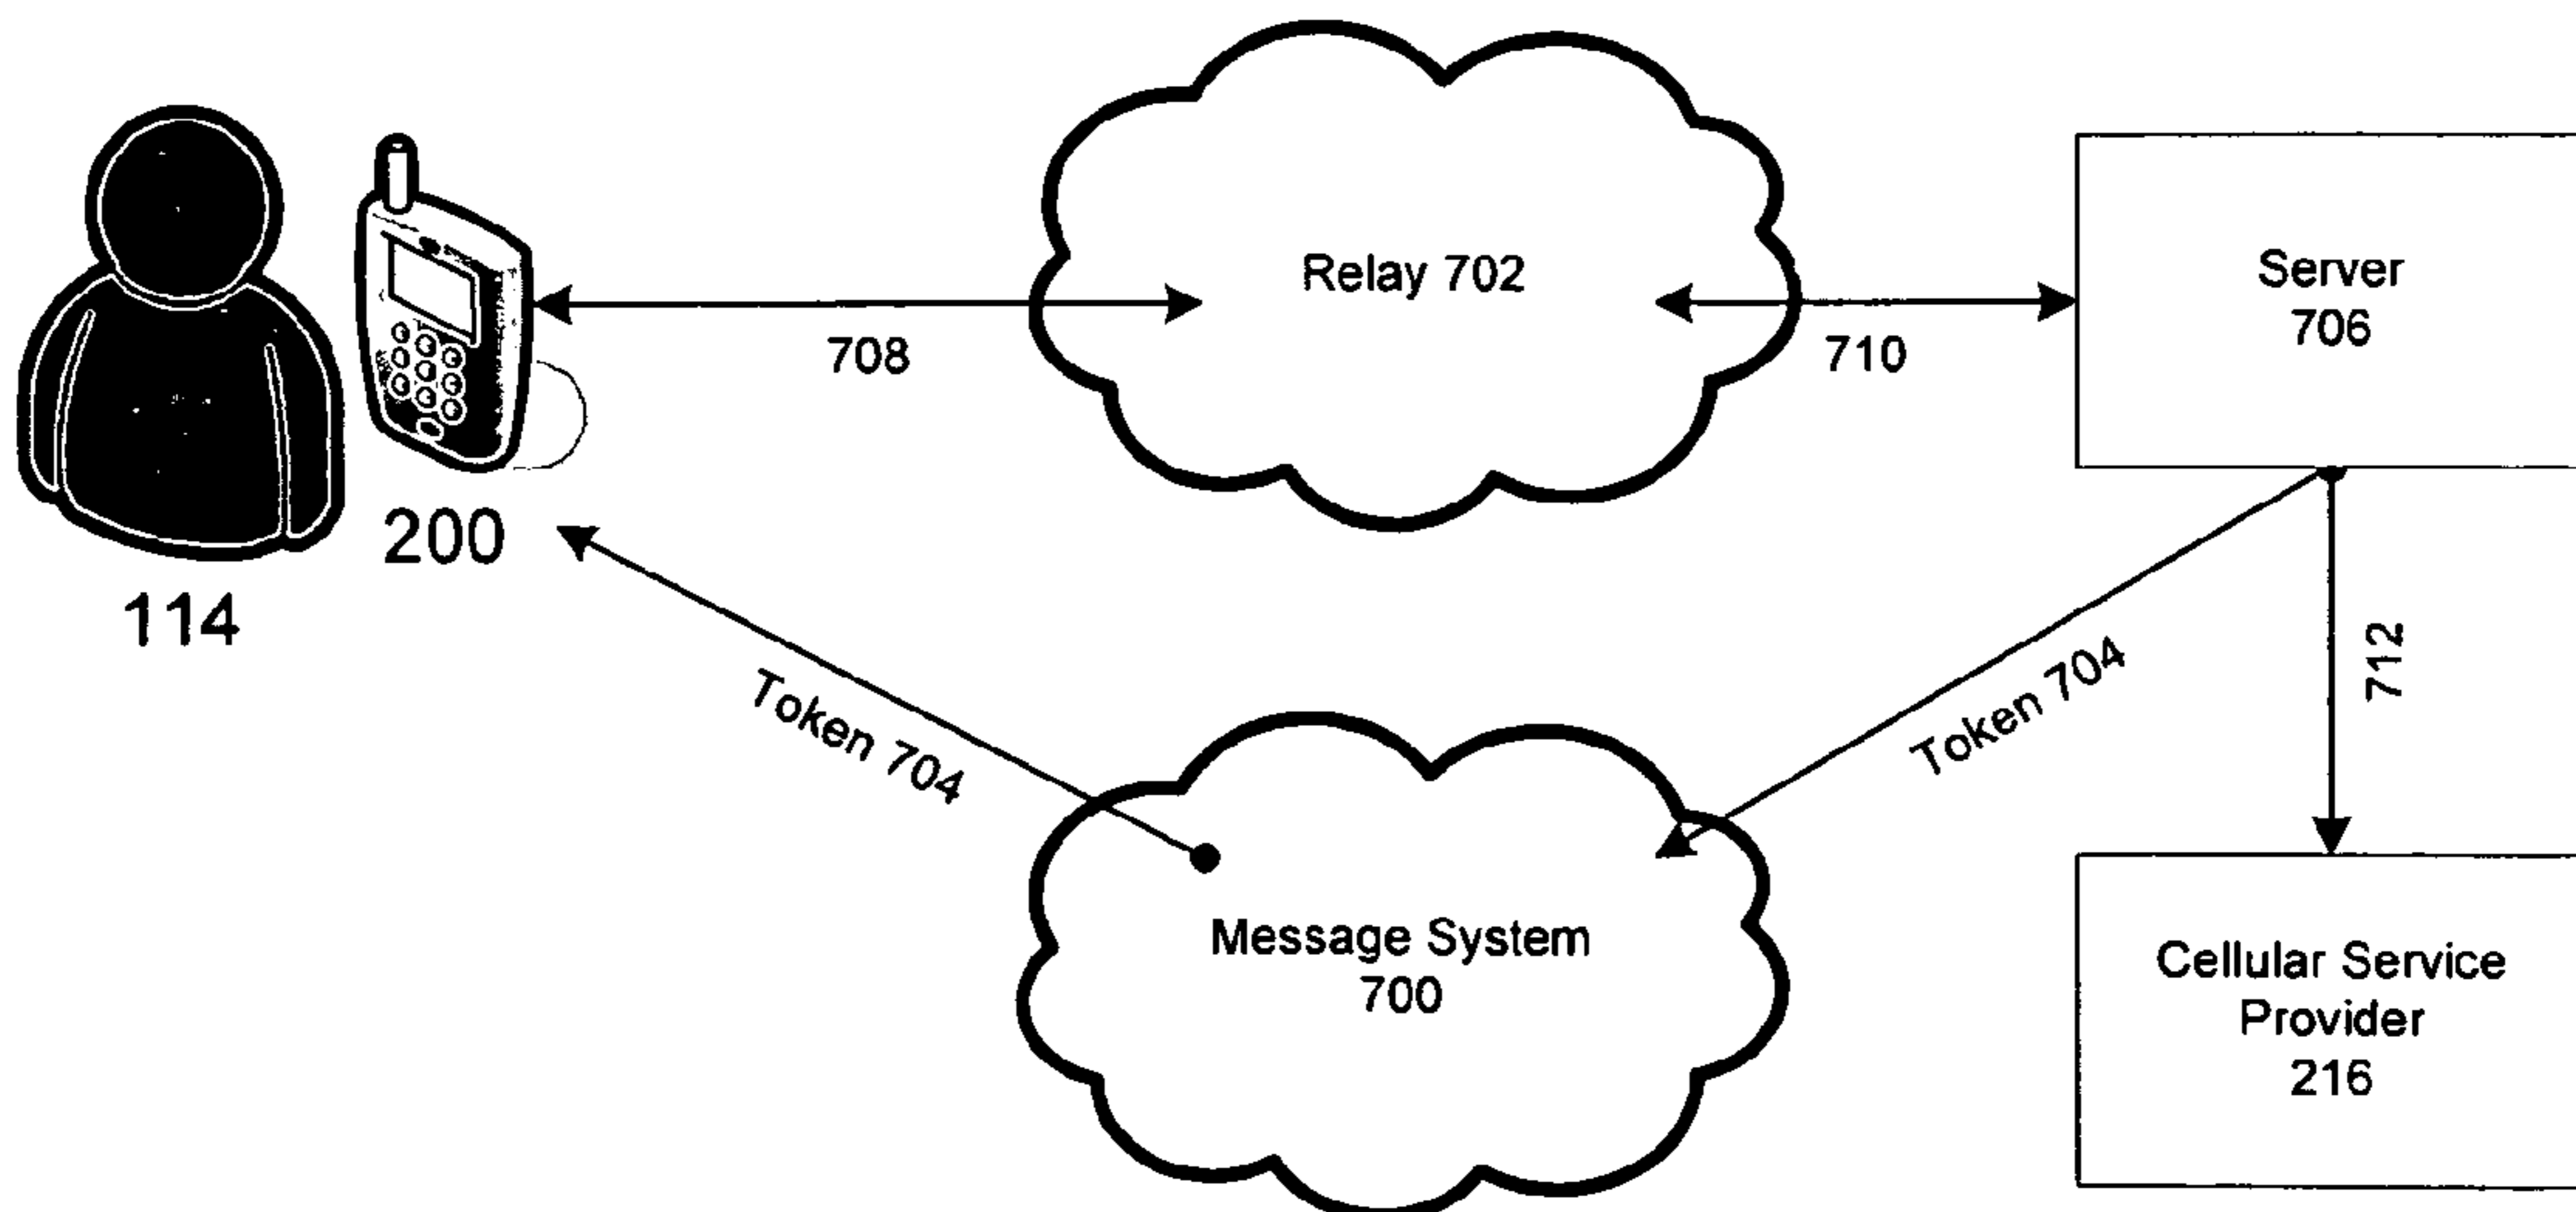 Relay 702
Server
706
708
710
200
114
Token 704
Token 704
712
Message System
700
Cellular Service
Provider
216